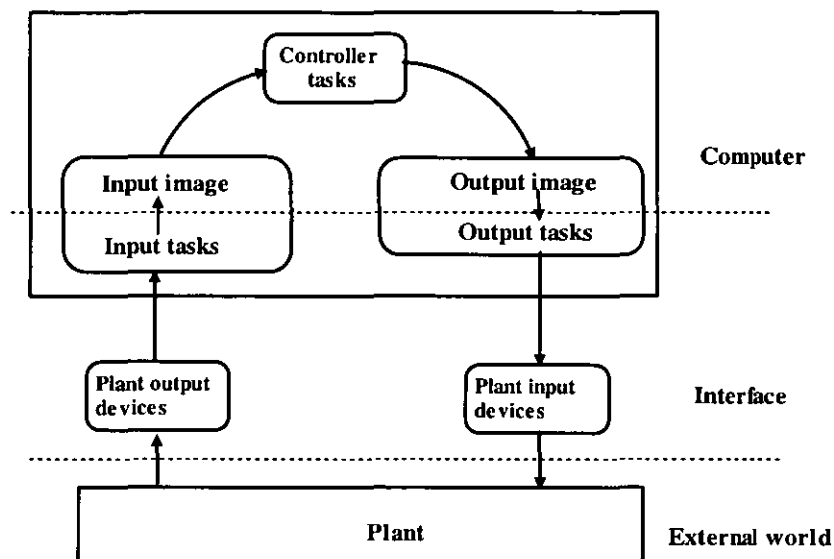 Controller
tasks
Computer
Input image
Output image
Input tasks
Output tasks
Plant output
devices
Plant input
devices
Interface
Plant
External world